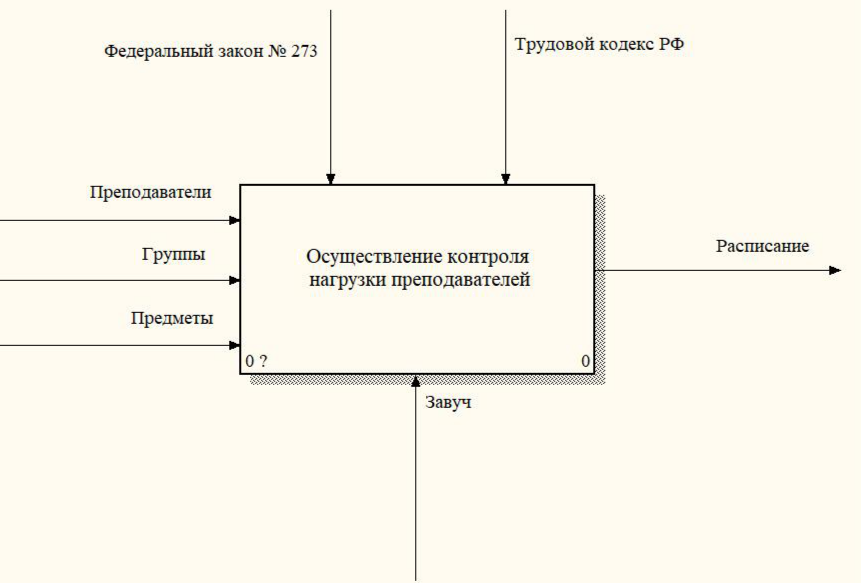 Федеральный закон № 273
Трудовой кодекс РФ
Преподаватели
Группы
Предметы
Осуществление контроля
нагрузки преподавателей
0 ?
0
Расписание
Завуч